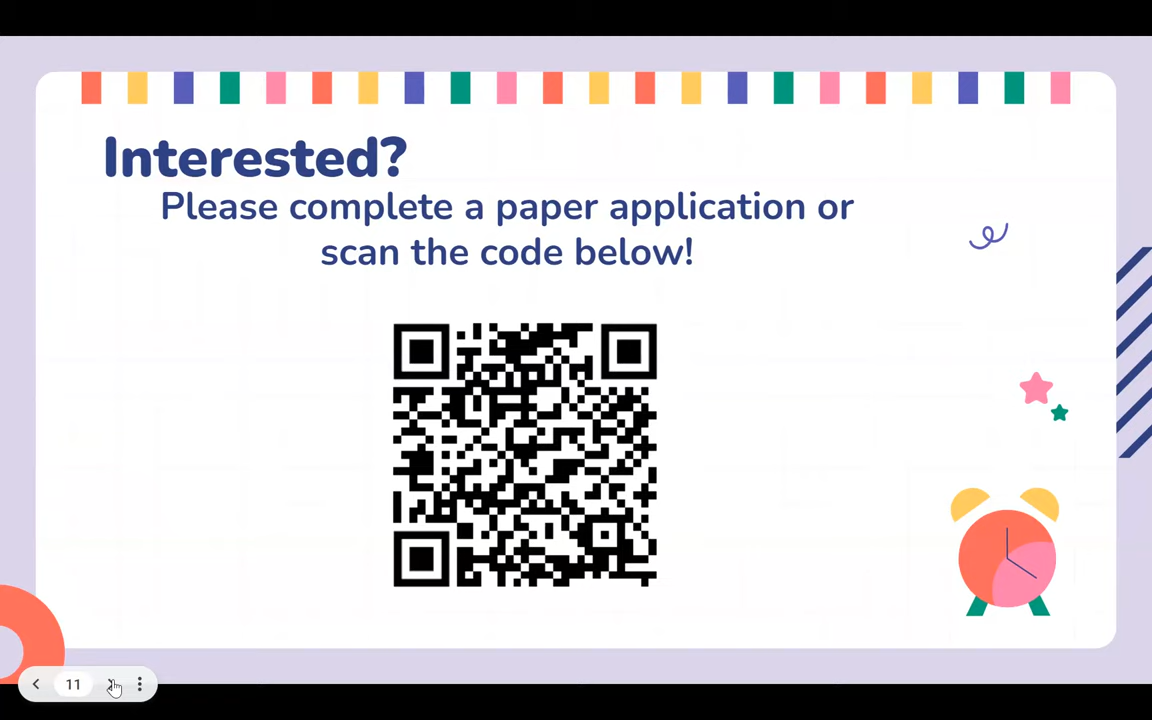 Interested?
Please complete a paper application or
scan the code below!
11